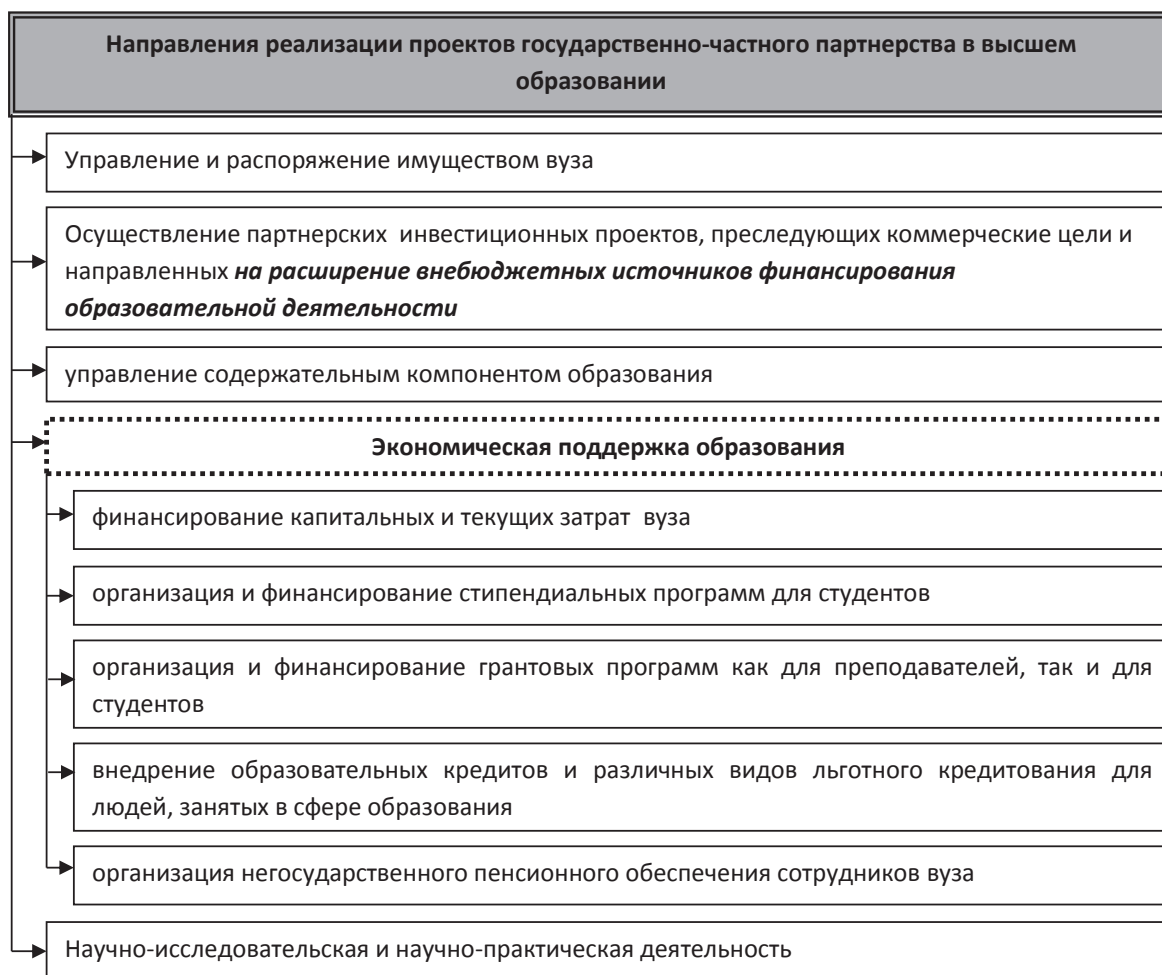 Направления реализации проектов государственно-частного партнерства в высшем
образовании
Управление и распоряжение имуществом вуза
Осуществление партнерских инвестиционных проектов, преследующих коммерческие цели и
направленных на расширение внебюджетных источников финансирования
образовательной деятельности
управление содержательным компонентом образования
Экономическая поддержка образования
финансирование капитальных и текущих затрат вуза
организация и финансирование стипендиальных программ для студентов
организация и финансирование грантовых программ как для преподавателей, так и для
студентов
внедрение образовательных кредитов и различных видов льготного кредитования для
людей, занятых в сфере образования
организация негосударственного пенсионного обеспечения сотрудников вуза
Научно-исследовательская и научно-практическая деятельность